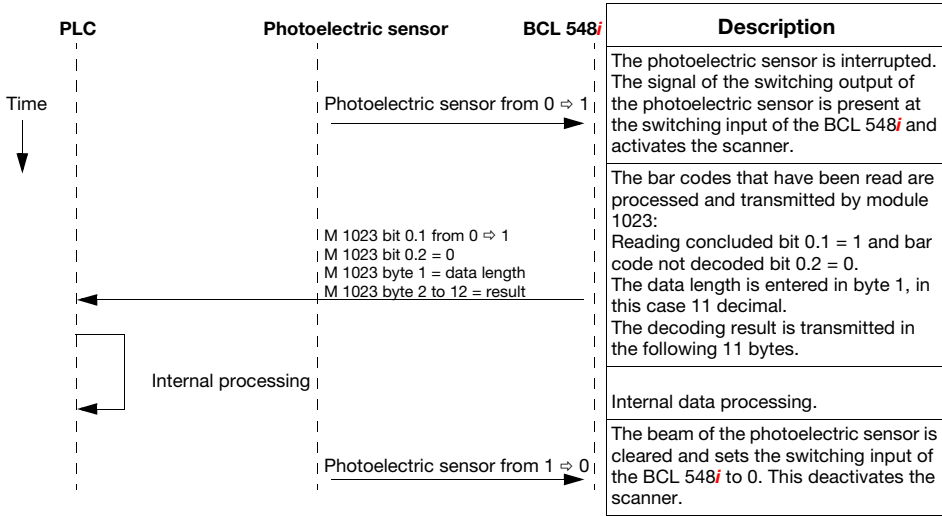 PLC Photoelectric sensor BCL 548i
Description
The photoelectric sensor is interrupted.
The signal of the switching output of
the photoelectric sensor is present at
the switching input of the BCL 548i and
activates the scanner.
Time
Photoelectric sensor from 0 ⇨ 1
The bar codes that have been read are
processed and transmitted by module
1023:
Reading concluded bit 0.1 = 1 and bar
code not decoded bit 0.2 = 0.
The data length is entered in byte 1, in
this case 11 decimal.
The decoding result is transmitted in
the following 11 bytes.
M 1023 bit 0.1 from 0 ⇨ 1
M 1023 bit 0.2 = 0
M 1023 byte 1 = data length
M 1023 byte 2 to 12 = result
Internal processing
Internal data processing.
Photoelectric sensor from 1 ⇨ 0
The beam of the photoelectric sensor is
cleared and sets the switching input of
the BCL 548i to 0. This deactivates the
scanner.